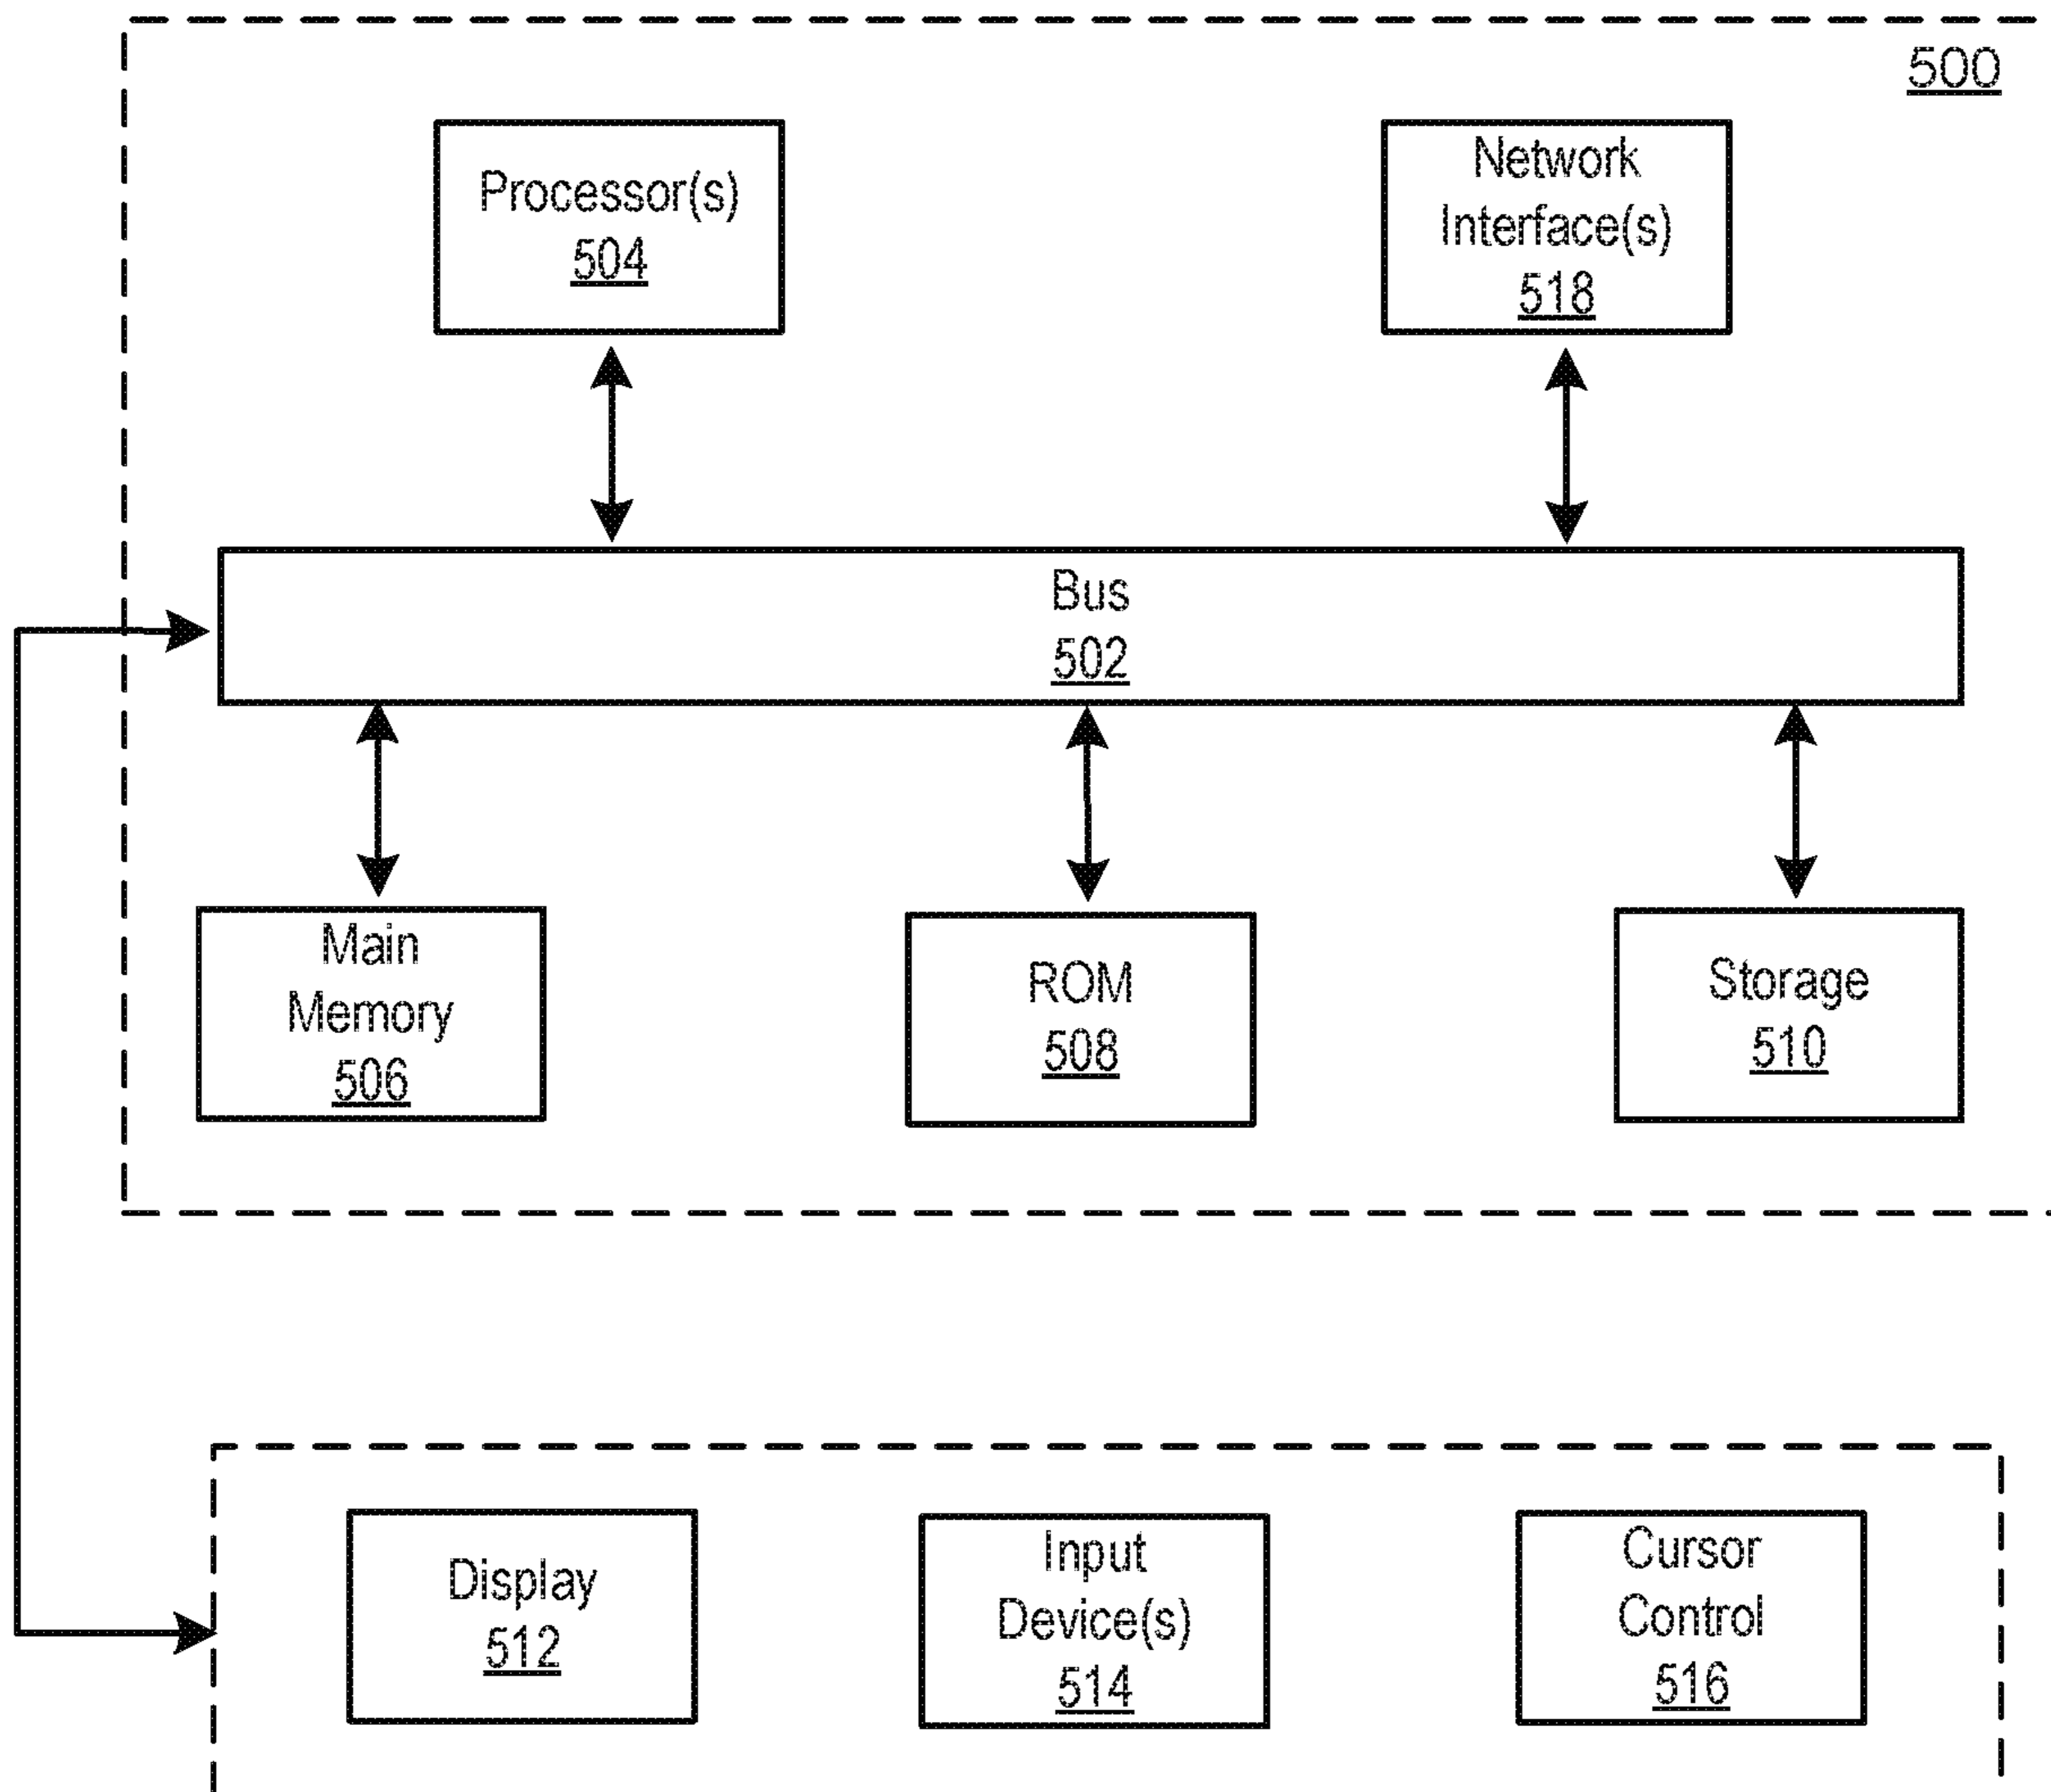 500
Processor(s)
504
Network
Interface(s)
518
Bus
502
Main
Memory
506
ROM
508
Storage
510
Display
512
Input
Device(s)
514
Cursor
Control
516